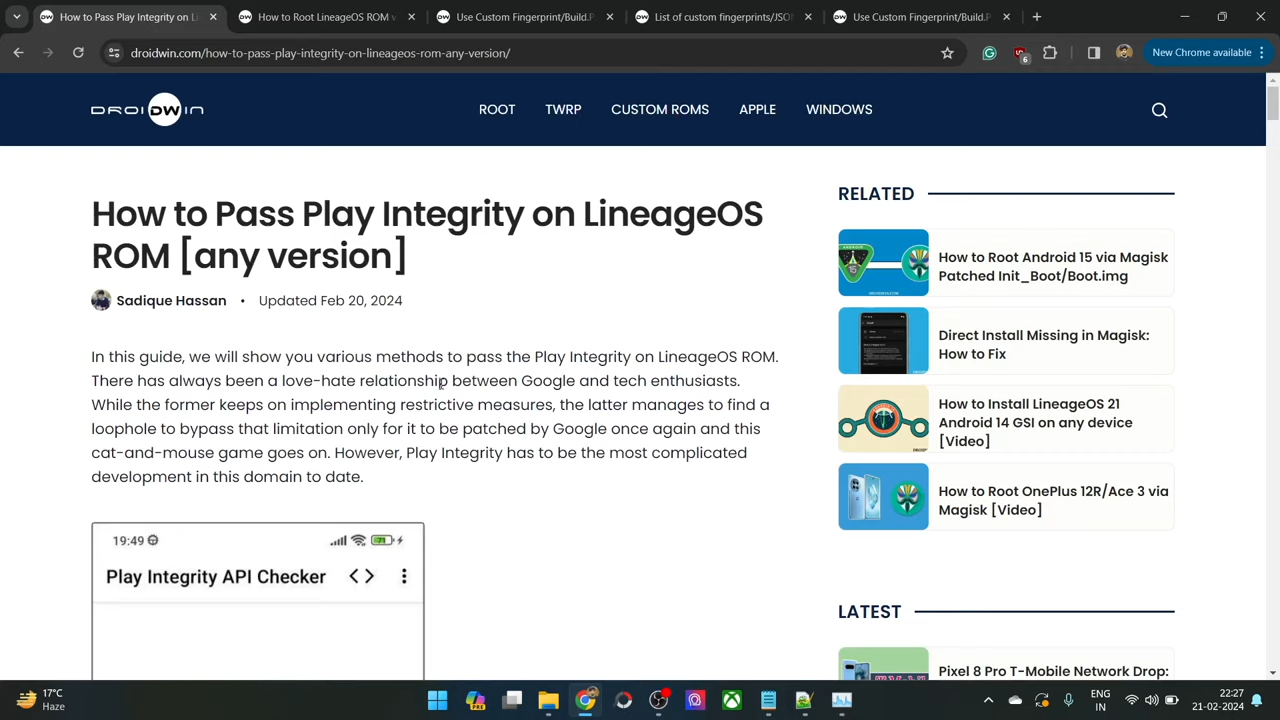 How to Pass Play Integrity on L
How to Root LineageOS ROM v
Use Custom Fingerprint/Build.P
List of custom fingerprints/JSO
Use Custom Fingerprint/Build.P
droidwin.com/how-to-pass-play-integrity-on-lineageos-rom-any-version/
6
New Chrome available
DROIDWIN
ROOT
TWRP
CUSTOM ROMS
APPLE
WINDOWS
How to Pass Play Integrity on LineageOS
ROM [any version]
Sadique Hassan • Updated Feb 20, 2024
In this guide, we will show you various methods to pass the Play Integrity on LineageOS ROM.
There has always been a love-hate relationship between Google and tech enthusiasts.
While the former keeps on implementing restrictive measures, the latter manages to find a
loophole to bypass that limitation only for it to be patched by Google once again and this
cat-and-mouse game goes on. However, Play Integrity has to be the most complicated
development in this domain to date.
19:49
71
Play Integrity API Checker
RELATED
15
How to Root Android 15 via Magisk
Patched Init_Boot/Boot.img
Direct Install Missing in Magisk:
How to Fix
How to Install LineageOS 21
Android 14 GSI on any device
[Video]
How to Root OnePlus 12R/Ace 3 via
Magisk [Video]
LATEST
Pixel 8 Pro T-Mobile Network Drop:
17°C
Haze
ENG
IN
22:27
21-02-2024